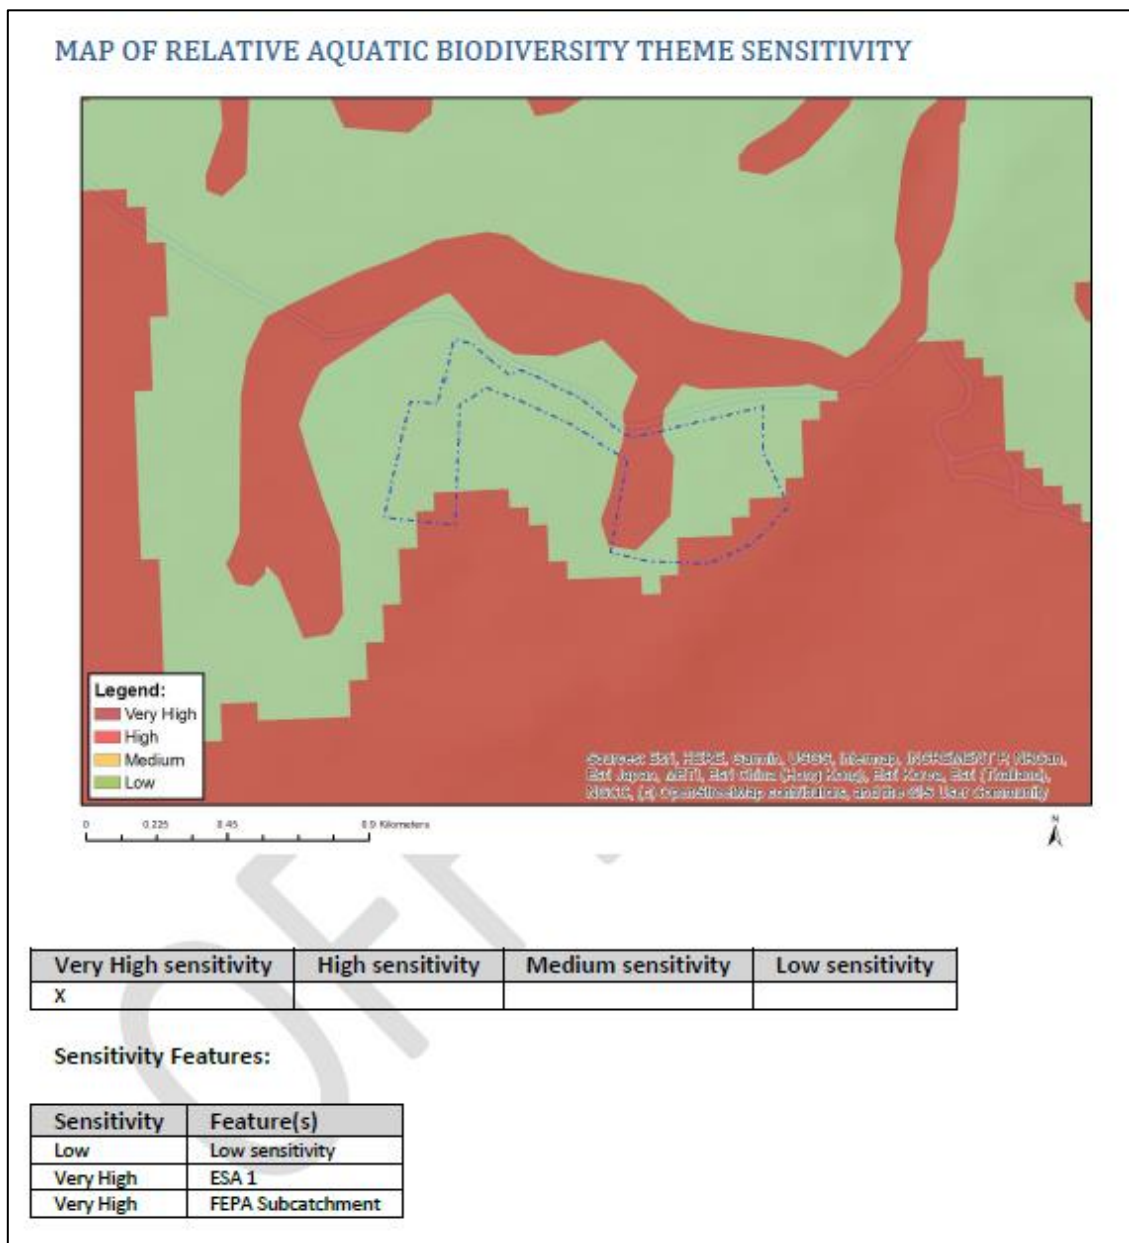 MAP OF RELATIVE AQUATIC BIODIVERSITY THEME SENSITIVITY
Legend:
Very High
High
Medium
Low
Sources: Esri, HERE, Garmin, USGS, Intermap, INCREMENT P, NRCan,
Esri Japan, METI, Esri China (Hong Kong), Esri Korea, Esri (Thailand),
NGCC, (c) OpenStreetMap contributors, and the GIS User Community
0 0.225 0.45 0.9 Kilometers
N
Very High sensitivity High sensitivity Medium sensitivity Low sensitivity
X
Sensitivity Features:
Sensitivity Feature(s)
Low Low sensitivity
Very High ESA 1
Very High FEPA Subcatchment